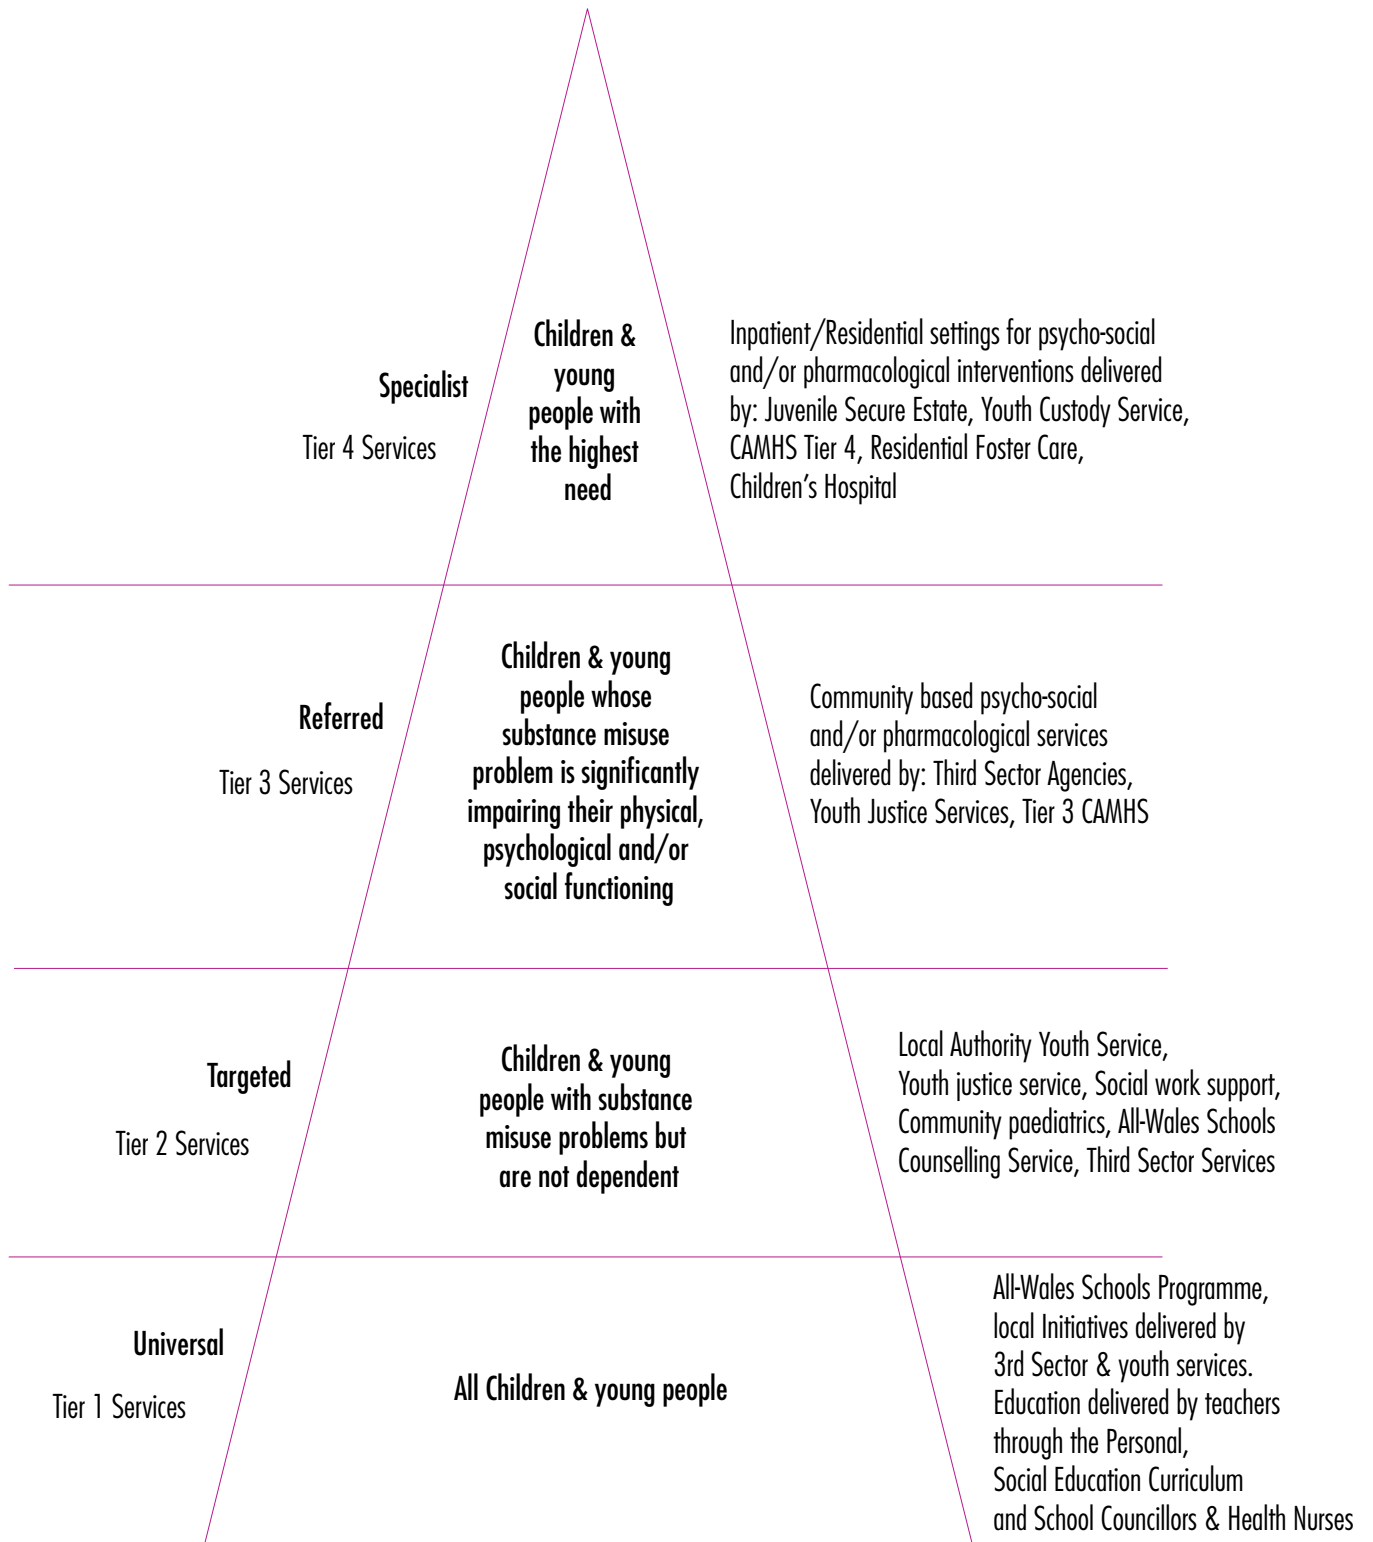 Specialist
Tier 4 Services
Children &
young
people with
the highest
need
Inpatient/Residential settings for psycho-social
and/or pharmacological interventions delivered
by: Juvenile Secure Estate, Youth Custody Service,
CAMHS Tier 4, Residential Foster Care,
Children’s Hospital
Referred
Tier 3 Services
Children & young
people whose
substance misuse
problem is significantly
impairing their physical,
psychological and/or
social functioning
Community based psycho-social
and/or pharmacological services
delivered by: Third Sector Agencies,
Youth Justice Services, Tier 3 CAMHS
Targeted
Tier 2 Services
Children & young
people with substance
misuse problems but
are not dependent
Local Authority Youth Service,
Youth justice service, Social work support,
Community paediatrics, All-Wales Schools
Counselling Service, Third Sector Services
Universal
Tier 1 Services
All Children & young people
All-Wales Schools Programme,
local Initiatives delivered by
3rd Sector & youth services.
Education delivered by teachers
through the Personal,
Social Education Curriculum
and School Councillors & Health Nurses